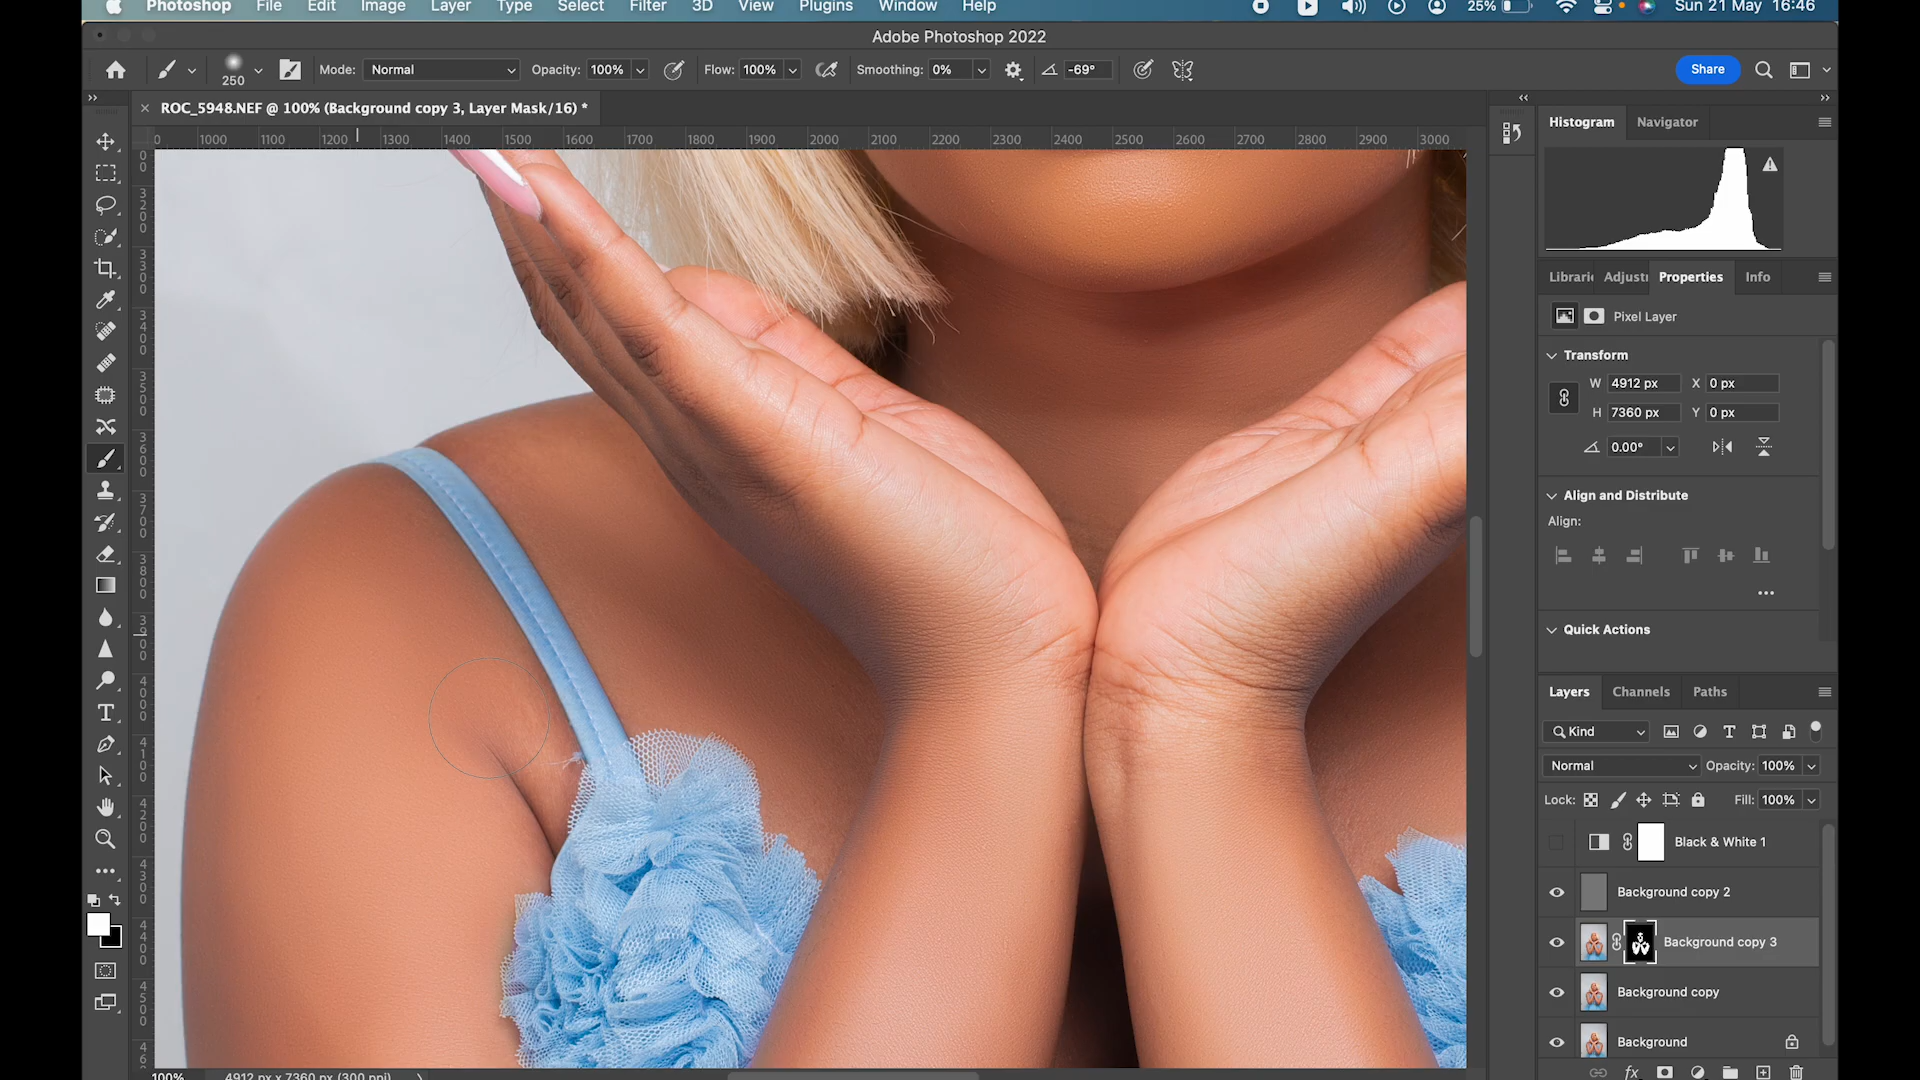 Photoshop File Edit Image Layer Type Select Filter 3D View Plugins Window Help 25% Sun 21 May 16:46
Adobe Photoshop 2022
250 Mode: Normal Opacity: 100% Flow: 100% Smoothing: 0% -69° Share
ROC_5948.NEF @ 100% (Background copy 3, Layer Mask/16) *
0 1000 1100 1200 1300 1400 1500 1600 1700 1800 1900 2000 2100 2200 2300 2400 2500 2600 2700 2800 2900 3000
Histogram Navigator
Librari Adjust Properties Info
Pixel Layer
Transform
W 4912 px X 0 px
H 7360 px Y 0 px
0.00°
Align and Distribute
Align:
Quick Actions
Layers Channels Paths
Kind
Normal Opacity: 100%
Lock: Fill: 100%
Black & White 1
Background copy 2
Background copy 3
Background copy
Background
fx
100% 4912 px x 7360 px (300 ppi)